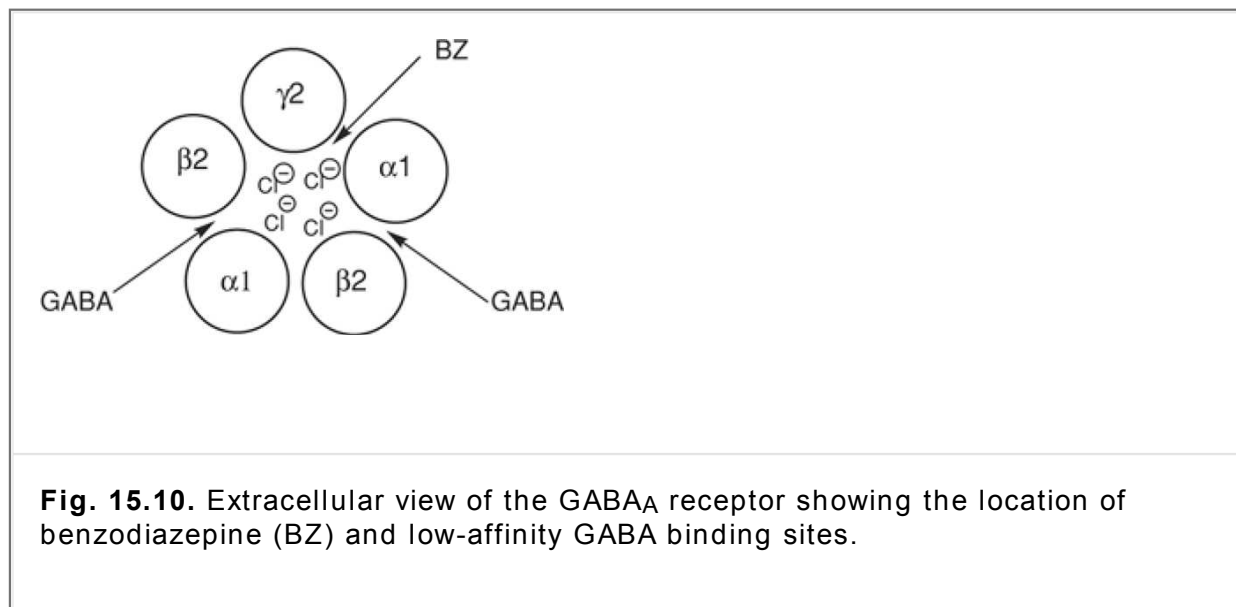 BZ
γ2
β2
α1
Cl⊖ Cl⊖
Cl⊖ Cl⊖
GABA
α1
β2
GABA
Fig. 15.10. Extracellular view of the GABAA receptor showing the location of
benzodiazepine (BZ) and low-affinity GABA binding sites.